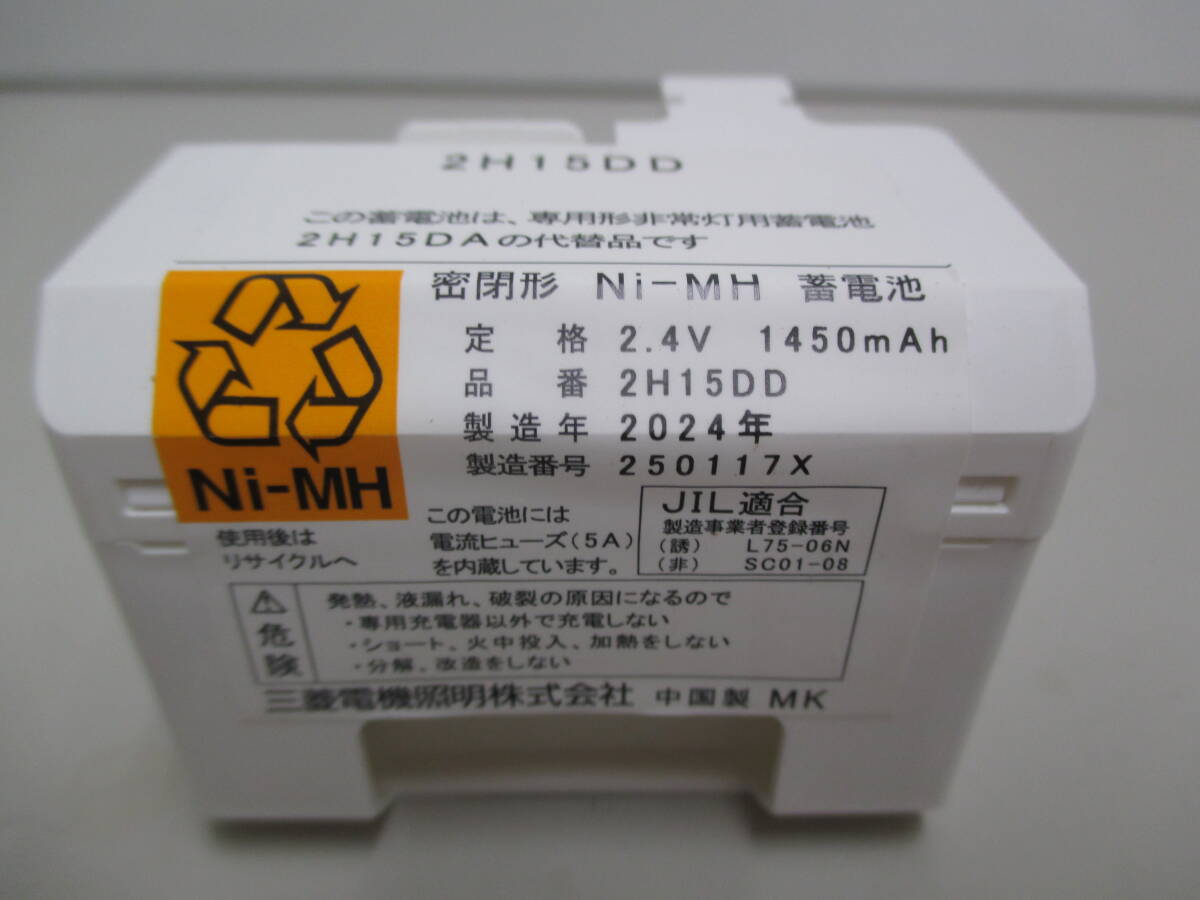 2H15DD
この蓄電池は、専用形非常灯用蓄電池
2H15DAの代替品です
密閉形 Ni-MH 蓄電池
定格 2.4V 1450mAh
品番 2H15DD
製造年 2024年
製造番号 250117X
Ni-MH
使用後は
リサイクルへ
この電池には
電流ヒューズ(5A)
を内蔵しています。
JIL適合
製造事業者登録番号
(誘) L75-06N
(非) SC01-08
危険
発熱、液漏れ、破裂の原因になるので
・専用充電器以外で充電しない
・ショート、火中投入、加熱をしない
・分解、改造をしない
三菱電機照明株式会社 中国製 MK